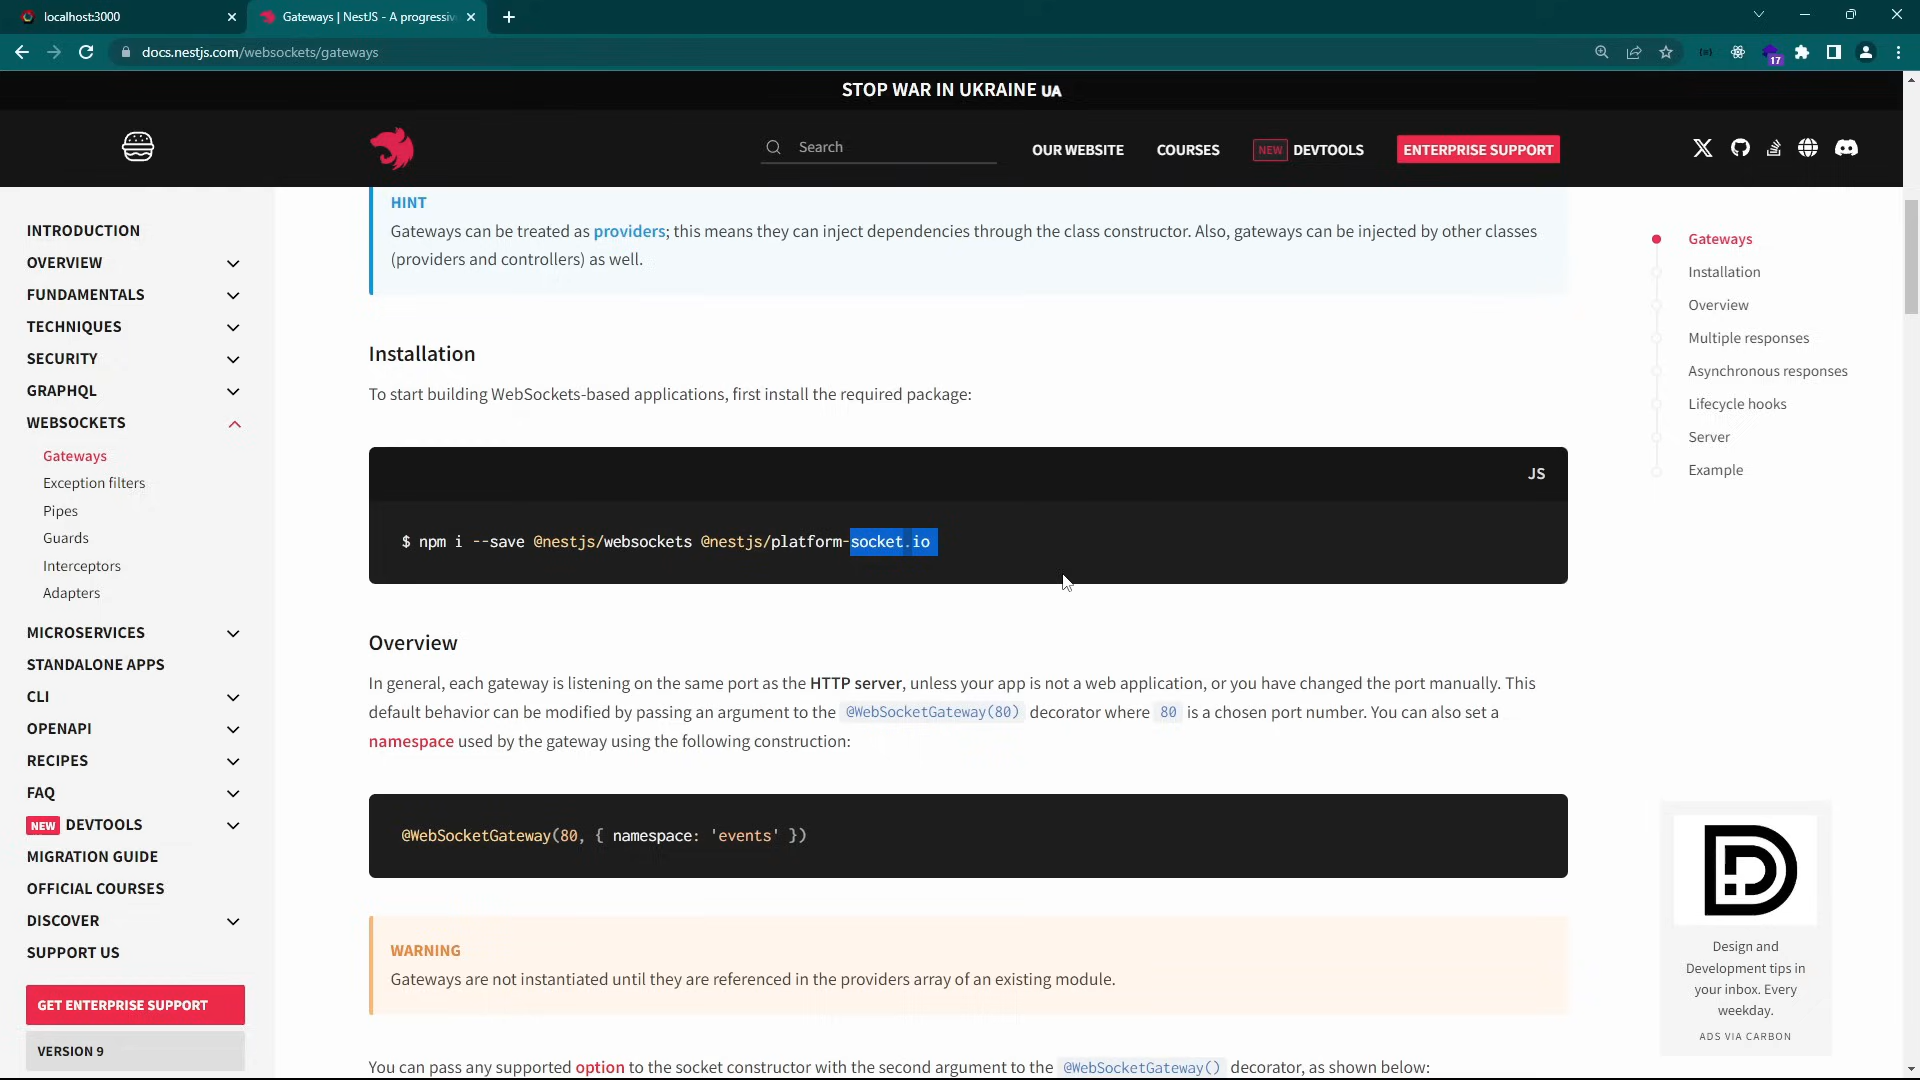 localhost:3000
Gateways | NestJS - A progressiv
docs.nestjs.com/websockets/gateways
17
STOP WAR IN UKRAINE UA
Search
OUR WEBSITE
COURSES
NEW DEVTOOLS
ENTERPRISE SUPPORT
INTRODUCTION
OVERVIEW
FUNDAMENTALS
TECHNIQUES
SECURITY
GRAPHQL
WEBSOCKETS
Gateways
Exception filters
Pipes
Guards
Interceptors
Adapters
MICROSERVICES
STANDALONE APPS
CLI
OPENAPI
RECIPES
FAQ
NEW DEVTOOLS
MIGRATION GUIDE
OFFICIAL COURSES
DISCOVER
SUPPORT US
GET ENTERPRISE SUPPORT
VERSION 9
HINT
Gateways can be treated as providers; this means they can inject dependencies through the class constructor. Also, gateways can be injected by other classes
(providers and controllers) as well.
Installation
To start building WebSockets-based applications, first install the required package:
JS
$ npm i --save @nestjs/websockets @nestjs/platform-socket.io
Overview
In general, each gateway is listening on the same port as the HTTP server, unless your app is not a web application, or you have changed the port manually. This
default behavior can be modified by passing an argument to the @WebSocketGateway(80) decorator where 80 is a chosen port number. You can also set a
namespace used by the gateway using the following construction:
@WebSocketGateway(80, { namespace: 'events' })
WARNING
Gateways are not instantiated until they are referenced in the providers array of an existing module.
You can pass any supported option to the socket constructor with the second argument to the @WebSocketGateway() decorator, as shown below:
Gateways
Installation
Overview
Multiple responses
Asynchronous responses
Lifecycle hooks
Server
Example
Design and
Development tips in
your inbox. Every
weekday.
ADS VIA CARBON